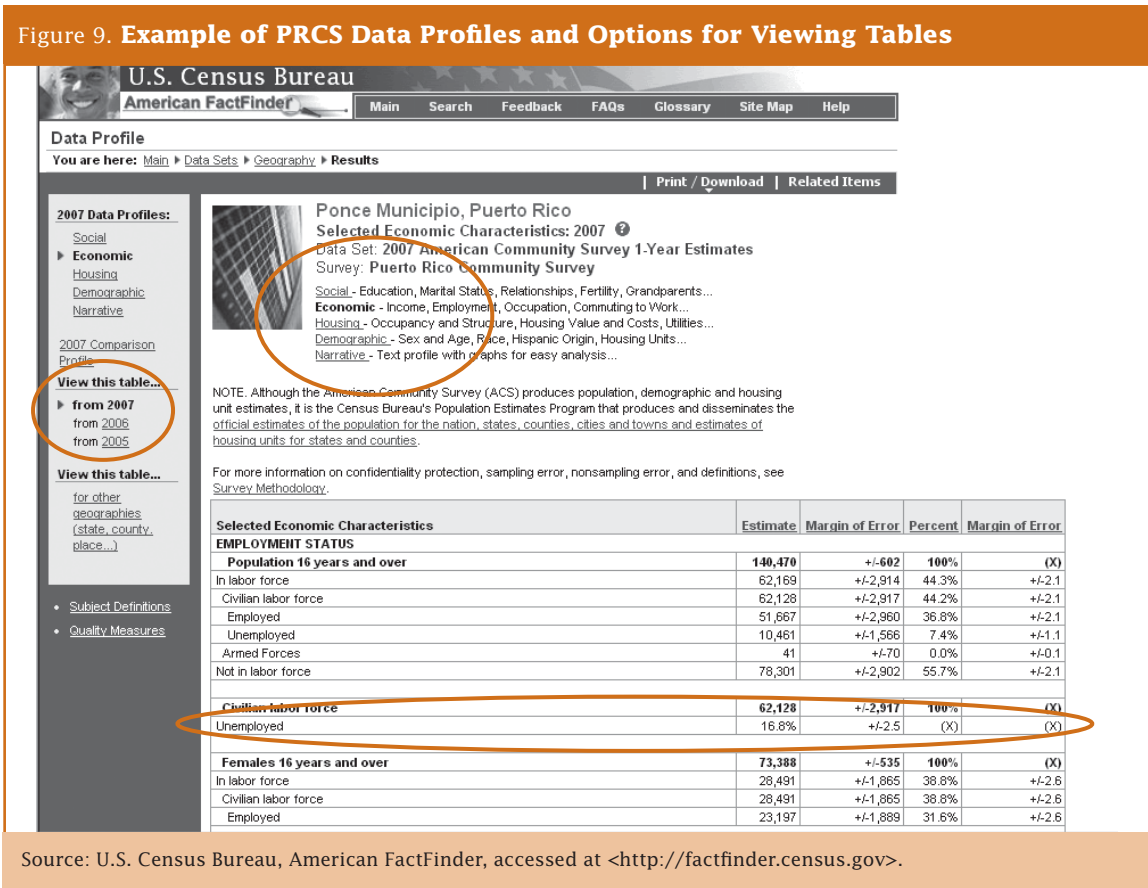 Figure 9. Example of PRCS Data Profiles and Options for Viewing Tables
U.S. Census Bureau
American FactFinder
Main Search Feedback FAQs Glossary Site Map Help
Data Profile
You are here: Main Data Sets Geography Results
| Print / Download | Related Items
2007 Data Profiles:
Social
Economic
Housing
Demographic
Narrative
2007 Comparison
Profile
View this table...
from 2007
from 2006
from 2005
View this table...
for other
geographies
(state, county,
place...)
• Subject Definitions
• Quality Measures
Ponce Municipio, Puerto Rico
Selected Economic Characteristics: 2007 ?
Data Set: 2007 American Community Survey 1-Year Estimates
Survey: Puerto Rico Community Survey
Social - Education, Marital Status, Relationships, Fertility, Grandparents...
Economic - Income, Employment, Occupation, Commuting to Work...
Housing - Occupancy and Structure, Housing Value and Costs, Utilities...
Demographic - Sex and Age, Race, Hispanic Origin, Housing Units...
Narrative - Text profile with graphs for easy analysis...
NOTE. Although the American Community Survey (ACS) produces population, demographic and housing
unit estimates, it is the Census Bureau's Population Estimates Program that produces and disseminates the
official estimates of the population for the nation, states, counties, cities and towns and estimates of
housing units for states and counties.
For more information on confidentiality protection, sampling error, nonsampling error, and definitions, see
Survey Methodology.
Selected Economic Characteristics Estimate Margin of Error Percent Margin of Error
EMPLOYMENT STATUS
Population 16 years and over 140,470 +/-602 100% (X)
In labor force 62,169 +/-2,914 44.3% +/-2.1
Civilian labor force 62,128 +/-2,917 44.2% +/-2.1
Employed 51,667 +/-2,960 36.8% +/-2.1
Unemployed 10,461 +/-1,566 7.4% +/-1.1
Armed Forces 41 +/-70 0.0% +/-0.1
Not in labor force 78,301 +/-2,902 55.7% +/-2.1
Civilian labor force 62,128 +/-2,917 100% (X)
Unemployed 16.8% +/-2.5 (X) (X)
Females 16 years and over 73,388 +/-535 100% (X)
In labor force 28,491 +/-1,865 38.8% +/-2.6
Civilian labor force 28,491 +/-1,865 38.8% +/-2.6
Employed 23,197 +/-1,889 31.6% +/-2.6
Source: U.S. Census Bureau, American FactFinder, accessed at <http://factfinder.census.gov>.